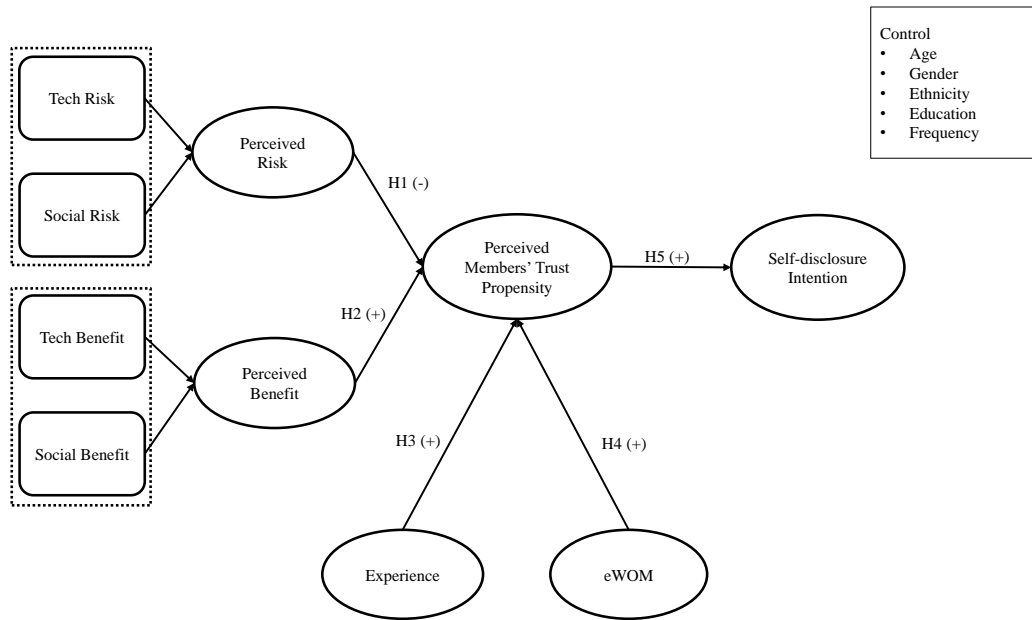 Control
• Age
• Gender
• Ethnicity
• Education
• Frequency
Tech Risk
Social Risk
Perceived
Risk
H1 (-)
Tech Benefit
Social Benefit
Perceived
Benefit
H2 (+)
Perceived
Members’ Trust
Propensity
H5 (+)
Self-disclosure
Intention
H3 (+)
H4 (+)
Experience
eWOM